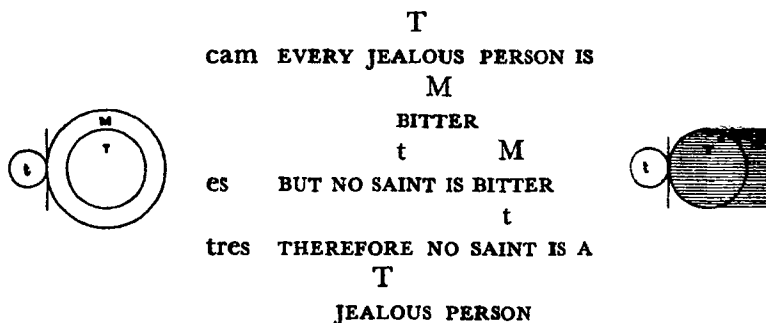 T
cam EVERY JEALOUS PERSON IS
M
BITTER
t M
es BUT NO SAINT IS BITTER
t
tres THEREFORE NO SAINT IS A
T
JEALOUS PERSON
t
M
T
t
T